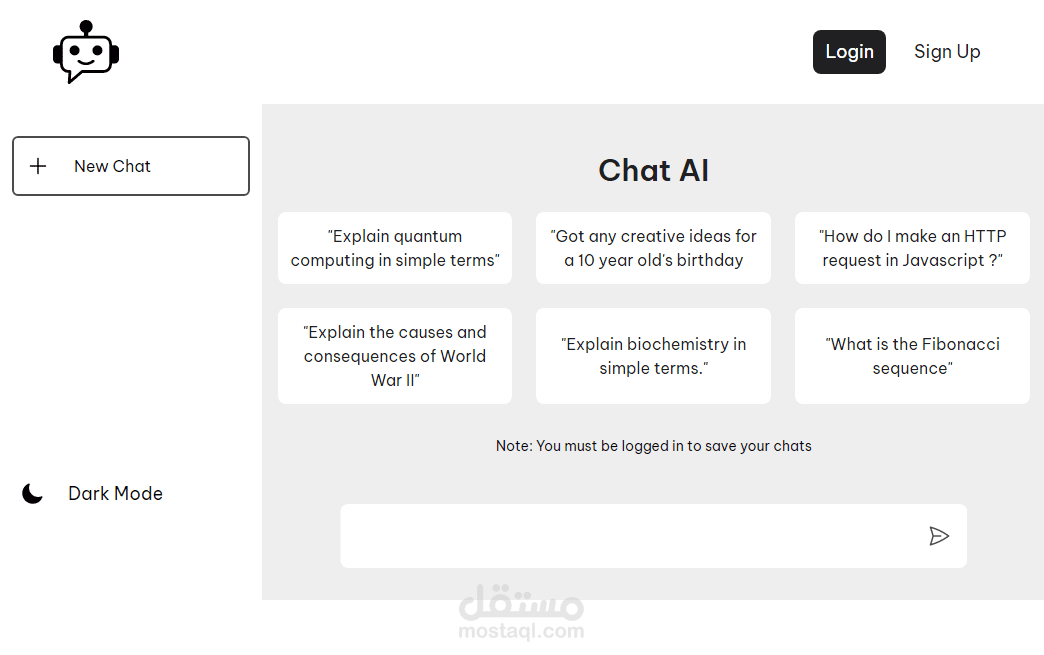 Login
Sign Up
New Chat
Chat AI
"Explain quantum
computing in simple terms"
"Got any creative ideas for
a 10 year old's birthday
"How do I make an HTTP
request in Javascript ?"
"Explain the causes and
consequences of World
War II"
"Explain biochemistry in
simple terms."
"What is the Fibonacci
sequence"
Note: You must be logged in to save your chats
Dark Mode
مستقل
mostaql.com